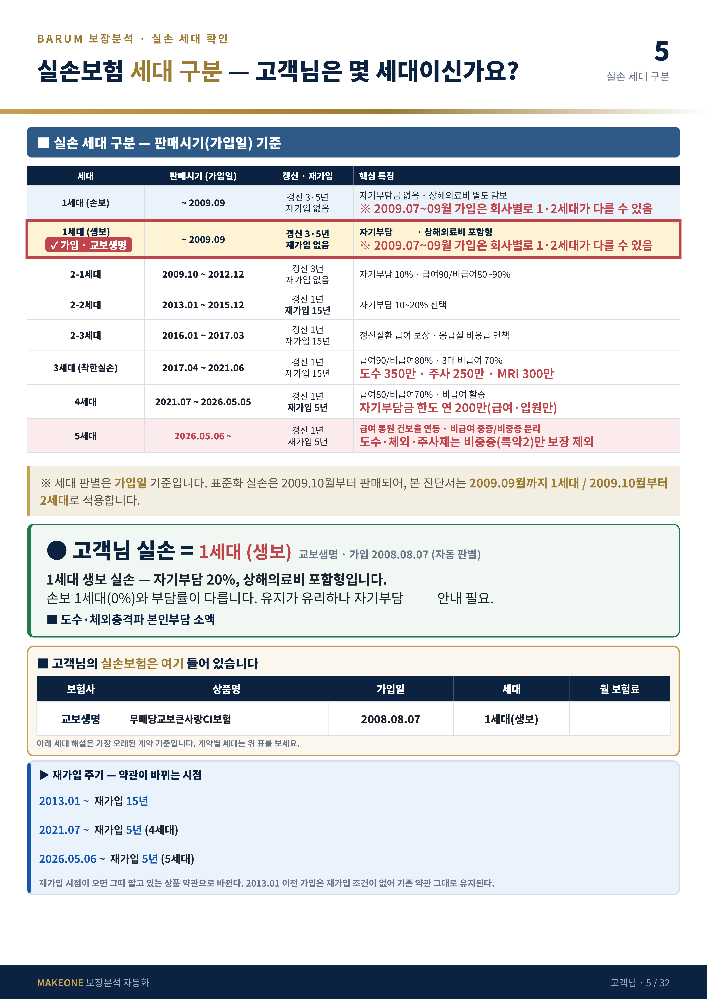 BARUM 보장분석 · 실손 세대 확인
실손보험 세대 구분 — 고객님은 몇 세대이신가요?
5
실손 세대 구분
■ 실손 세대 구분 — 판매시기(가입일) 기준
세대 판매시기 (가입일) 갱신 · 재가입 핵심 특징
1세대 (손보) ~ 2009.09 갱신 3·5년 재가입 없음 자기부담금 없음 · 상해의료비 별도 담보
※ 2009.07~09월 가입은 회사별로 1·2세대가 다를 수 있음
1세대 (생보) ✓ 가입 · 교보생명 ~ 2009.09 갱신 3·5년 재가입 없음 자기부담 · 상해의료비 포함형
※ 2009.07~09월 가입은 회사별로 1·2세대가 다를 수 있음
2-1세대 2009.10 ~ 2012.12 갱신 3년 재가입 없음 자기부담 10% · 급여90/비급여80~90%
2-2세대 2013.01 ~ 2015.12 갱신 1년 재가입 15년 자기부담 10~20% 선택
2-3세대 2016.01 ~ 2017.03 갱신 1년 재가입 15년 정신질환 급여 보상 · 응급실 비응급 면책
3세대 (착한실손) 2017.04 ~ 2021.06 갱신 1년 재가입 15년 급여90/비급여80% · 3대 비급여 70%
도수 350만 · 주사 250만 · MRI 300만
4세대 2021.07 ~ 2026.05.05 갱신 1년 재가입 5년 급여80/비급여70% · 비급여 할증
자기부담금 한도 연 200만(급여·입원만)
5세대 2026.05.06 ~ 갱신 1년 재가입 5년 급여 통원 건보율 연동 · 비급여 중증/비중증 분리
도수·체외·주사제는 비중증(특약2)만 보장 제외
※ 세대 판별은 가입일 기준입니다. 표준화 실손은 2009.10월부터 판매되어, 본 진단서는 2009.09월까지 1세대 / 2009.10월부터
2세대로 적용합니다.
● 고객님 실손 = 1세대 (생보) 교보생명 · 가입 2008.08.07 (자동 판별)
1세대 생보 실손 — 자기부담 20%, 상해의료비 포함형입니다.
손보 1세대(0%)와 부담률이 다릅니다. 유지가 유리하나 자기부담 안내 필요.
■ 도수·체외충격파 본인부담 소액
■ 고객님의 실손보험은 여기 들어 있습니다
보험사 상품명 가입일 세대 월 보험료
교보생명 무배당교보큰사랑CI보험 2008.08.07 1세대(생보)
아래 세대 해설은 가장 오래된 계약 기준입니다. 계약별 세대는 위 표를 보세요.
▶ 재가입 주기 — 약관이 바뀌는 시점
2013.01 ~ 재가입 15년
2021.07 ~ 재가입 5년 (4세대)
2026.05.06 ~ 재가입 5년 (5세대)
재가입 시점이 오면 그때 팔고 있는 상품 약관으로 바뀐다. 2013.01 이전 가입은 재가입 조건이 없어 기존 약관 그대로 유지된다.
MAKEONE 보장분석 자동화
고객님 · 5 / 32